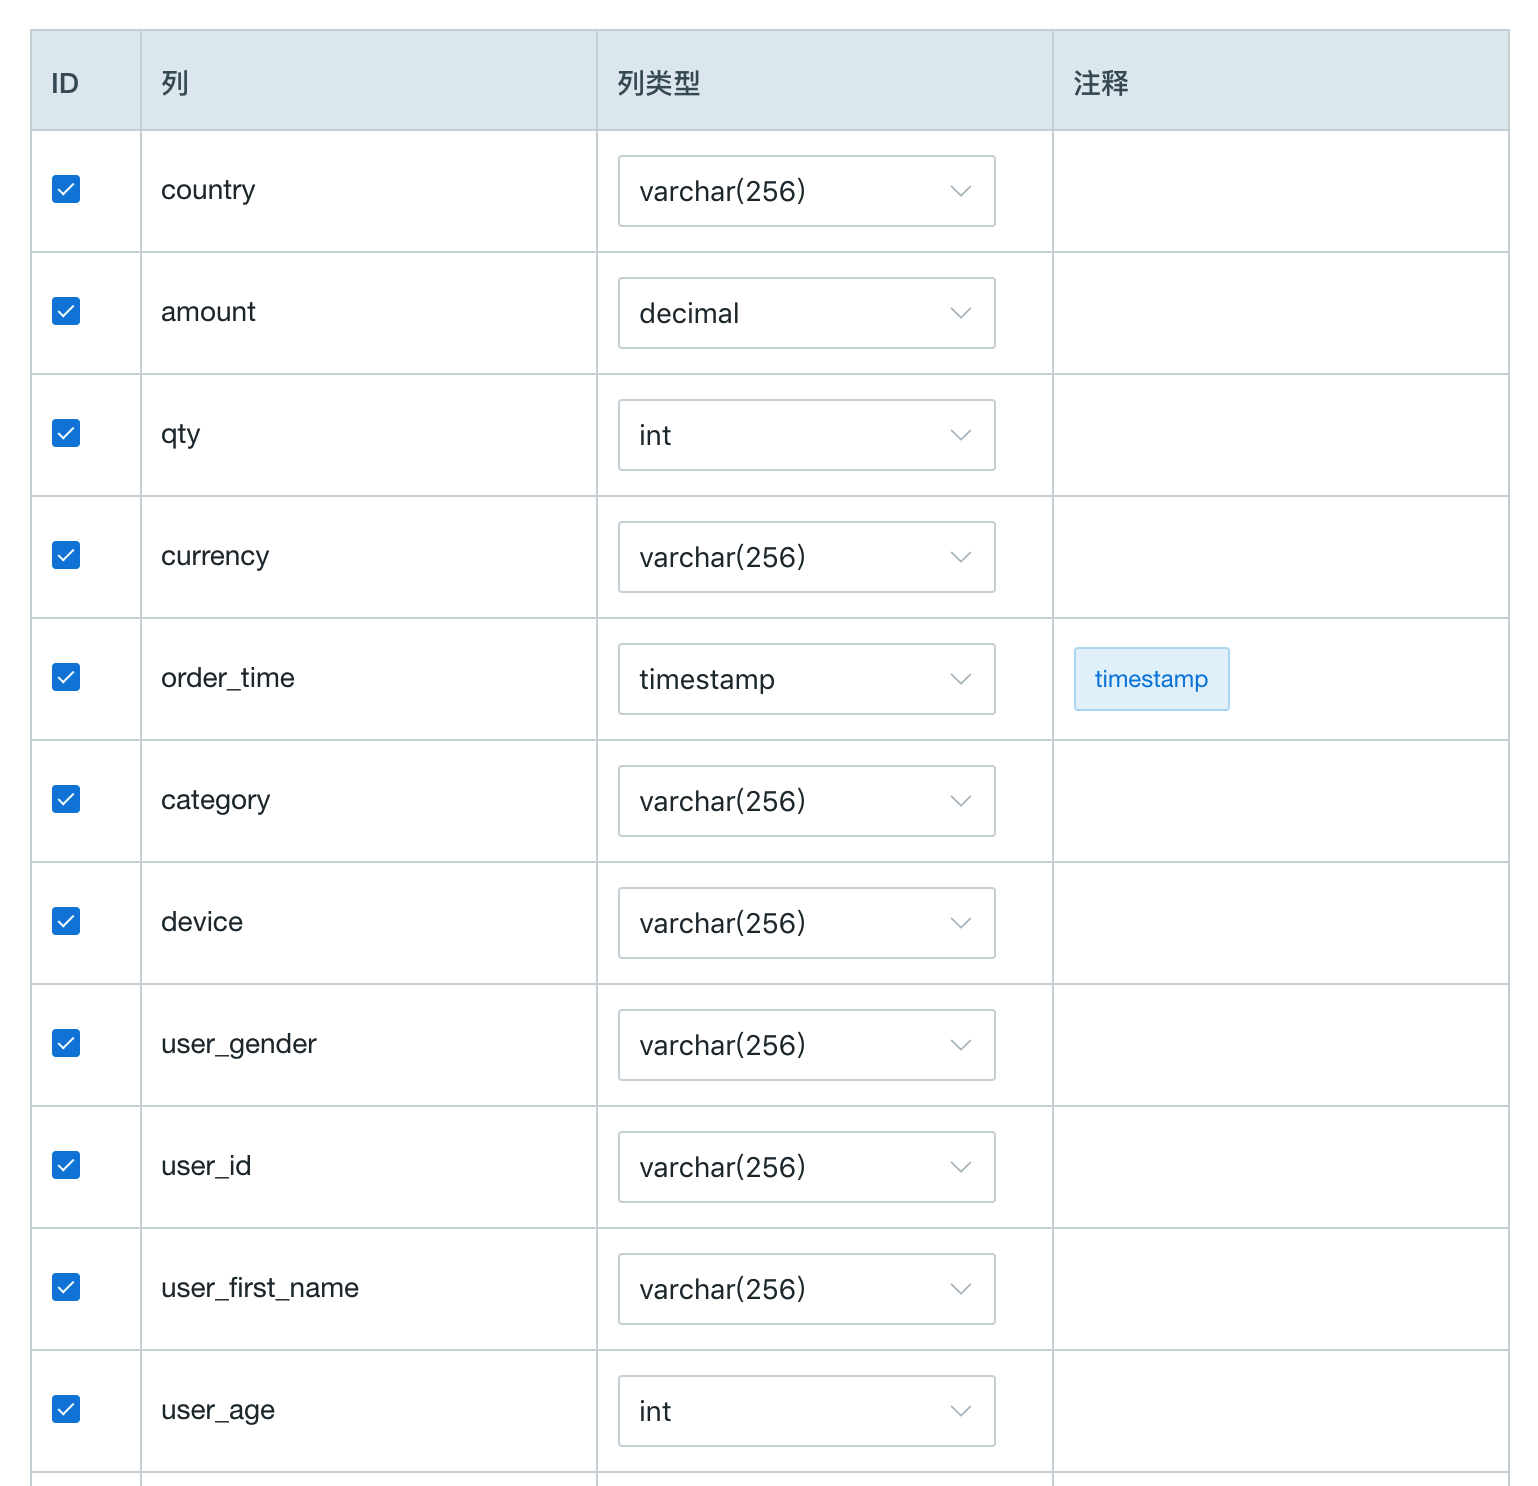 ID 列 列类型 注释
country varchar(256)
amount decimal
qty int
currency varchar(256)
order_time timestamp timestamp
category varchar(256)
device varchar(256)
user_gender varchar(256)
user_id varchar(256)
user_first_name varchar(256)
user_age int